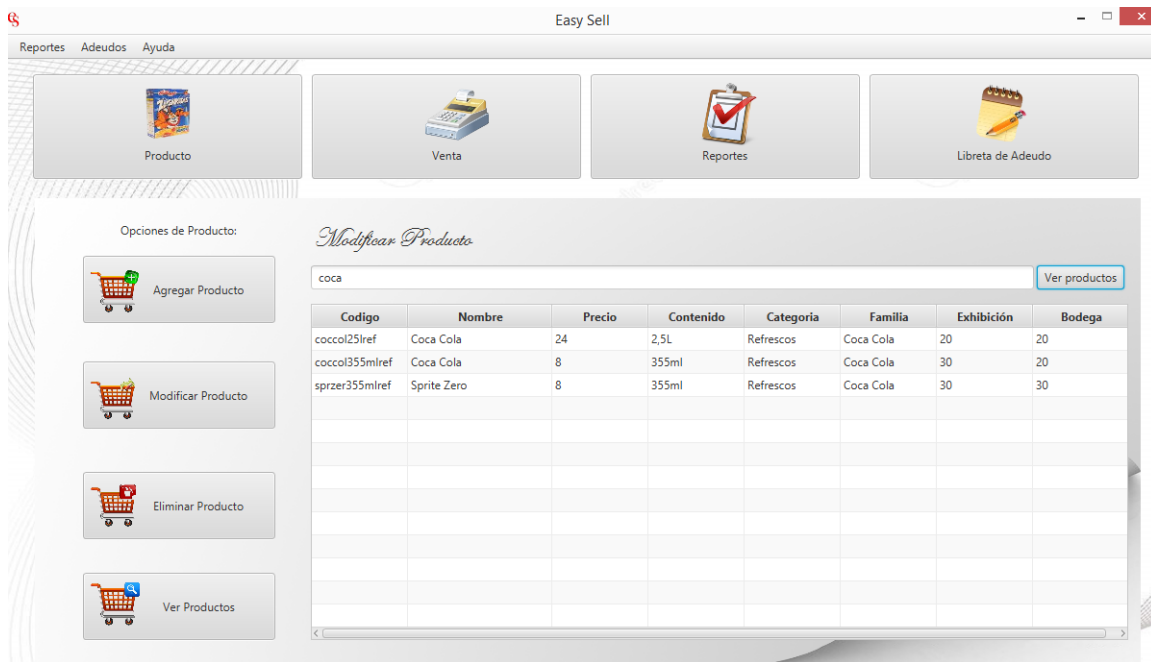 Easy Sell
Reportes Adeudos Ayuda
Producto Venta Reportes Libreta de Adeudo
Opciones de Producto:
Modificar Producto
coca Ver productos
Agregar Producto
Modificar Producto
Eliminar Producto
Ver Productos
Codigo Nombre Precio Contenido Categoria Familia Exhibición Bodega
coccol25lref Coca Cola 24 2,5L Refrescos Coca Cola 20 20
coccol355mlref Coca Cola 8 355ml Refrescos Coca Cola 30 20
sprzer355mlref Sprite Zero 8 355ml Refrescos Coca Cola 30 30